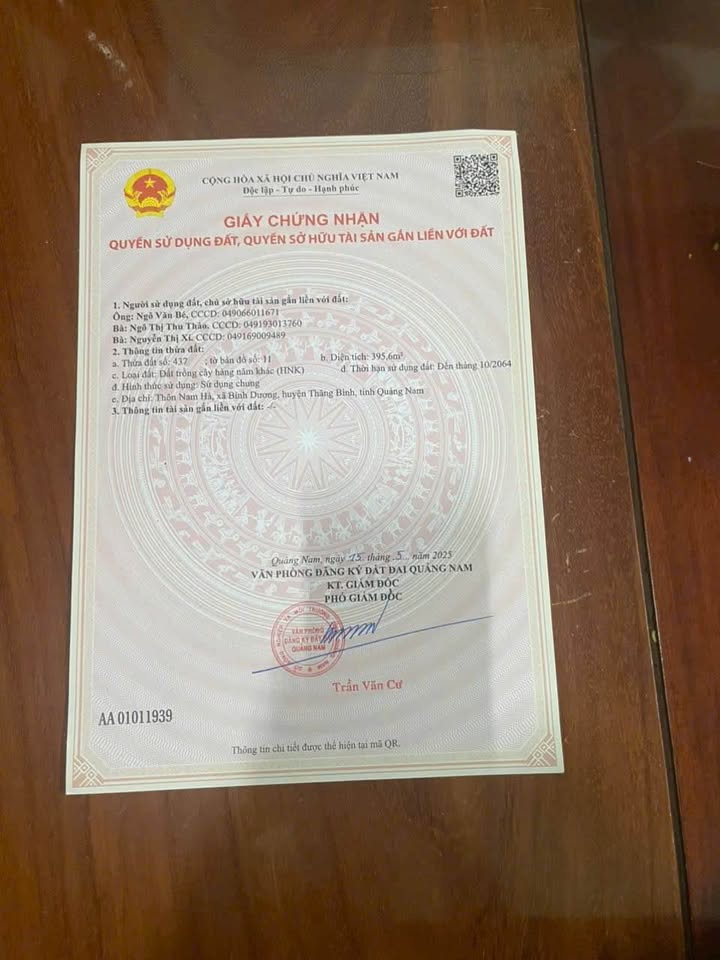 CỘNG HÒA XÃ HỘI CHỦ NGHĨA VIỆT NAM
Độc lập - Tự do - Hạnh phúc
GIẤY CHỨNG NHẬN
QUYỀN SỬ DỤNG ĐẤT, QUYỀN SỞ HỮU TÀI SẢN GẮN LIỀN VỚI ĐẤT
1. Người sử dụng đất, chủ sở hữu tài sản gắn liền với đất:
Ông: Ngô Văn Bé, CCCD: 049066011671
Bà: Ngô Thị Thu Thảo, CCCD: 049193013760
Bà: Nguyễn Thị Xí, CCCD: 049169009489
2. Thông tin thửa đất:
a. Thửa đất số: 437 ; tờ bản đồ số: 11 b. Diện tích: 395,6m²
c. Loại đất: Đất trồng cây hàng năm khác (HNK) d. Thời hạn sử dụng đất: Đến tháng 10/2064
đ. Hình thức sử dụng: Sử dụng chung
e. Địa chỉ: Thôn Nam Hà, xã Bình Dương, huyện Thăng Bình, tỉnh Quảng Nam
3. Thông tin tài sản gắn liền với đất: -/-
Quảng Nam, ngày 15 tháng 5 năm 2025
VĂN PHÒNG ĐĂNG KÝ ĐẤT ĐAI QUẢNG NAM
KT. GIÁM ĐỐC
PHÓ GIÁM ĐỐC
VĂN PHÒNG
ĐĂNG KÝ ĐẤT
QUẢNG NAM
Trần Văn Cư
AA 01011939
Thông tin chi tiết được thể hiện tại mã QR.